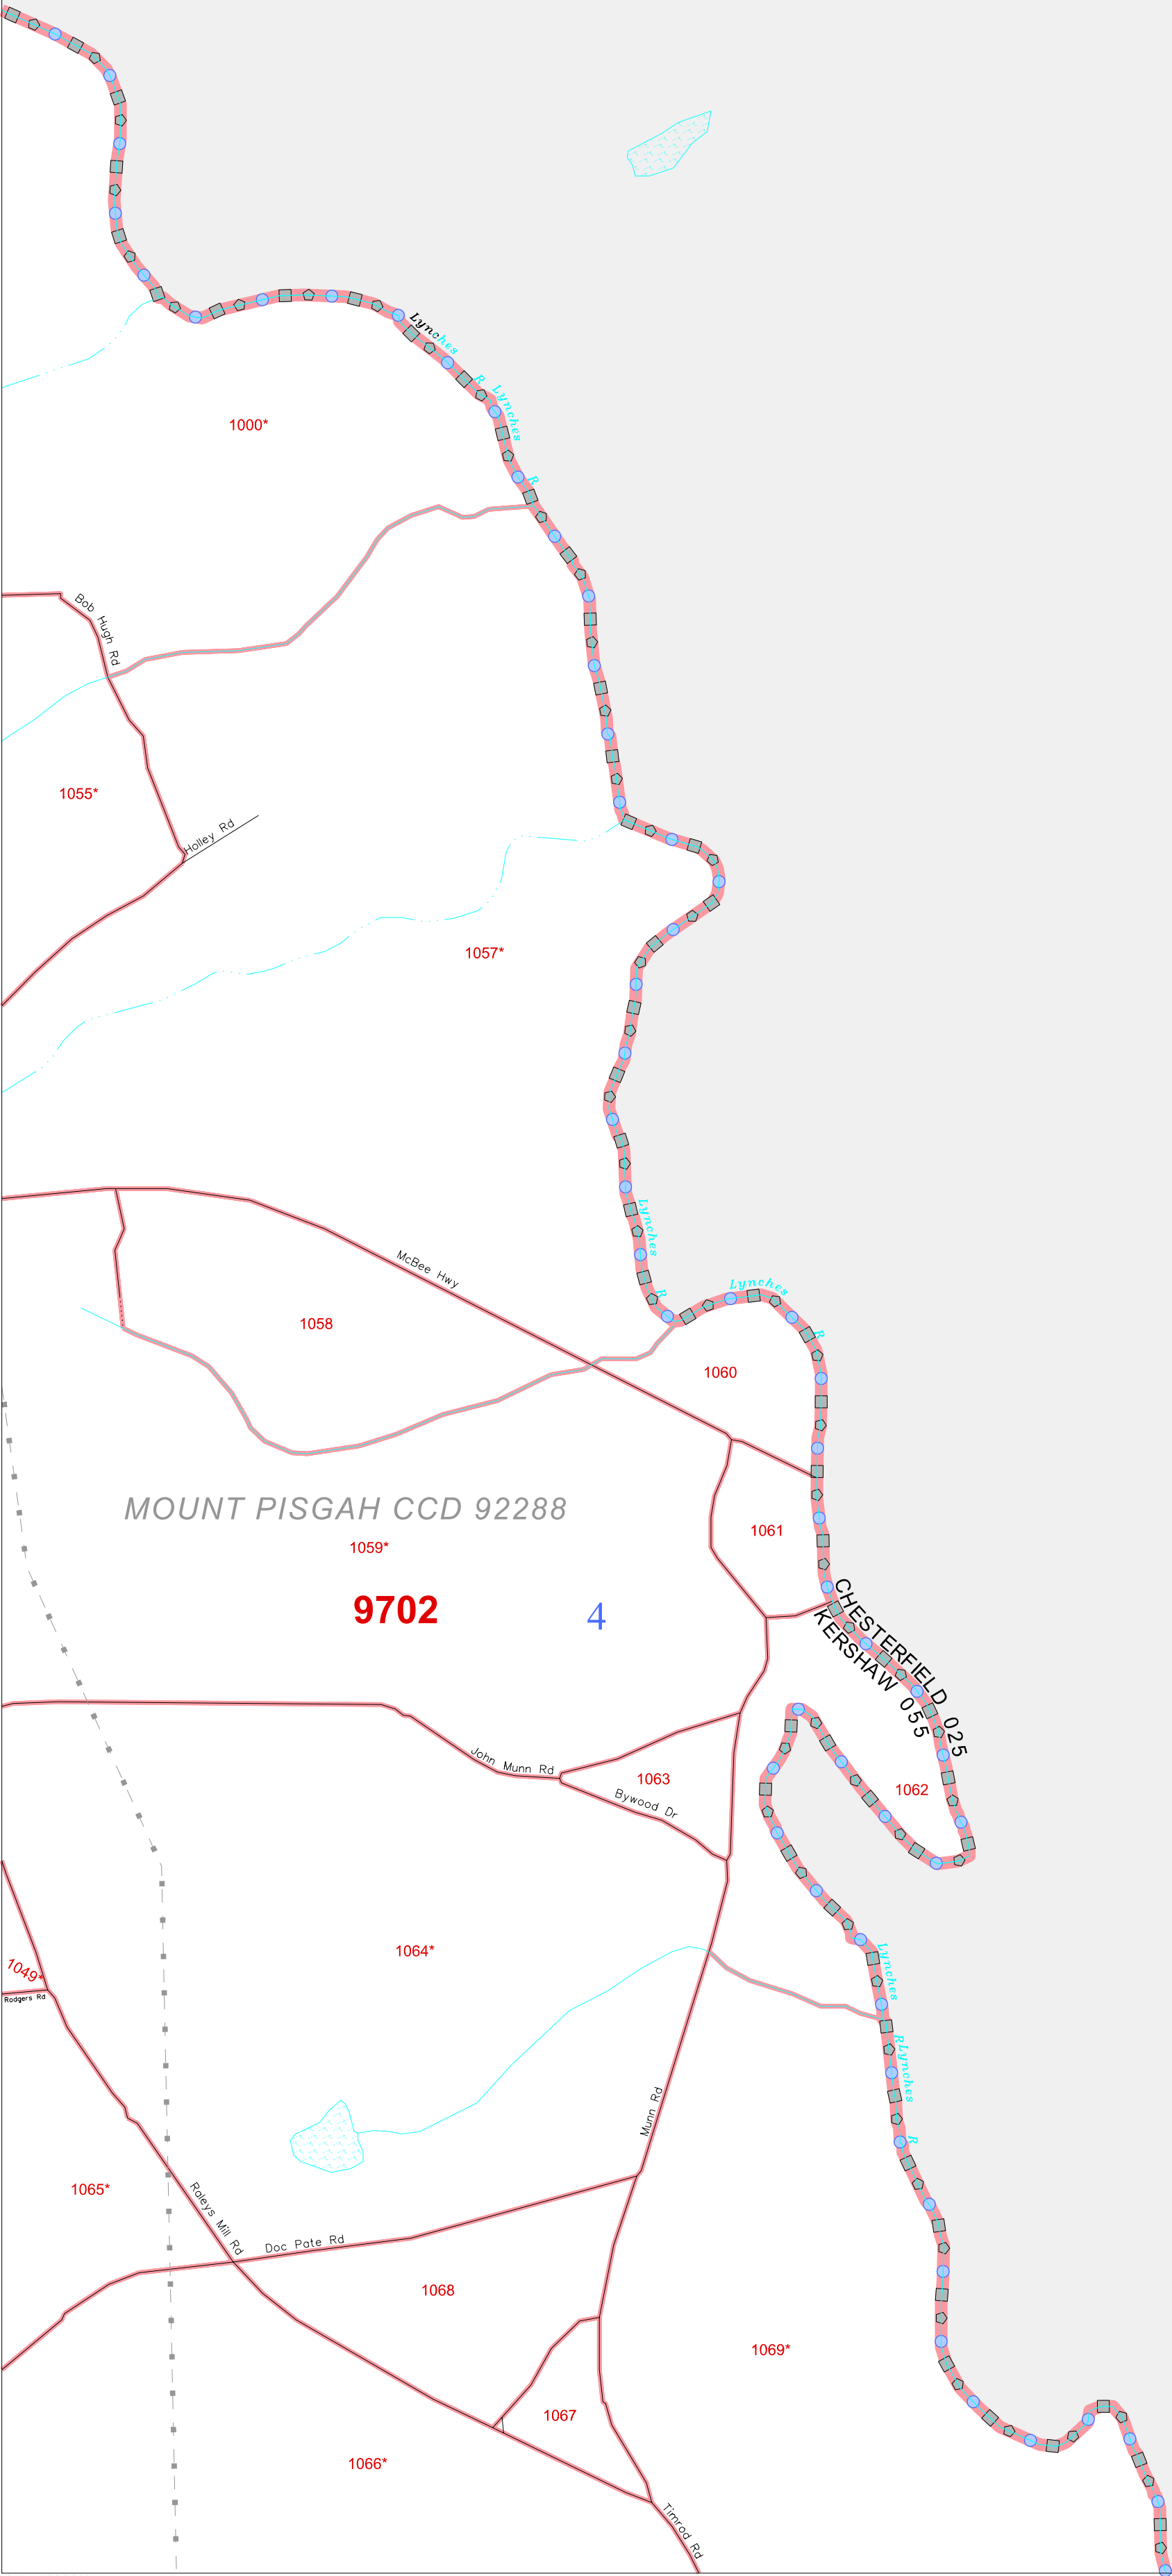 Lynches
R
Lynches
R
1000*
Bob Hugh Rd
1055*
Holley Rd
1057*
Lynches
R
McBee Hwy
Lynches
R
1058
1060
MOUNT PISGAH CCD 92288
1061
1059*
9702
4
CHESTERFIELD 025
KERSHAW 055
John Munn Rd
1063
1062
Bywood Dr
1064*
Lynches
R
1049*
Rodgers Rd
Lynches
R
Munn Rd
1065*
Raleys Mill Rd
Doc Pate Rd
1068
1069*
1067
1066*
Timrod Rd